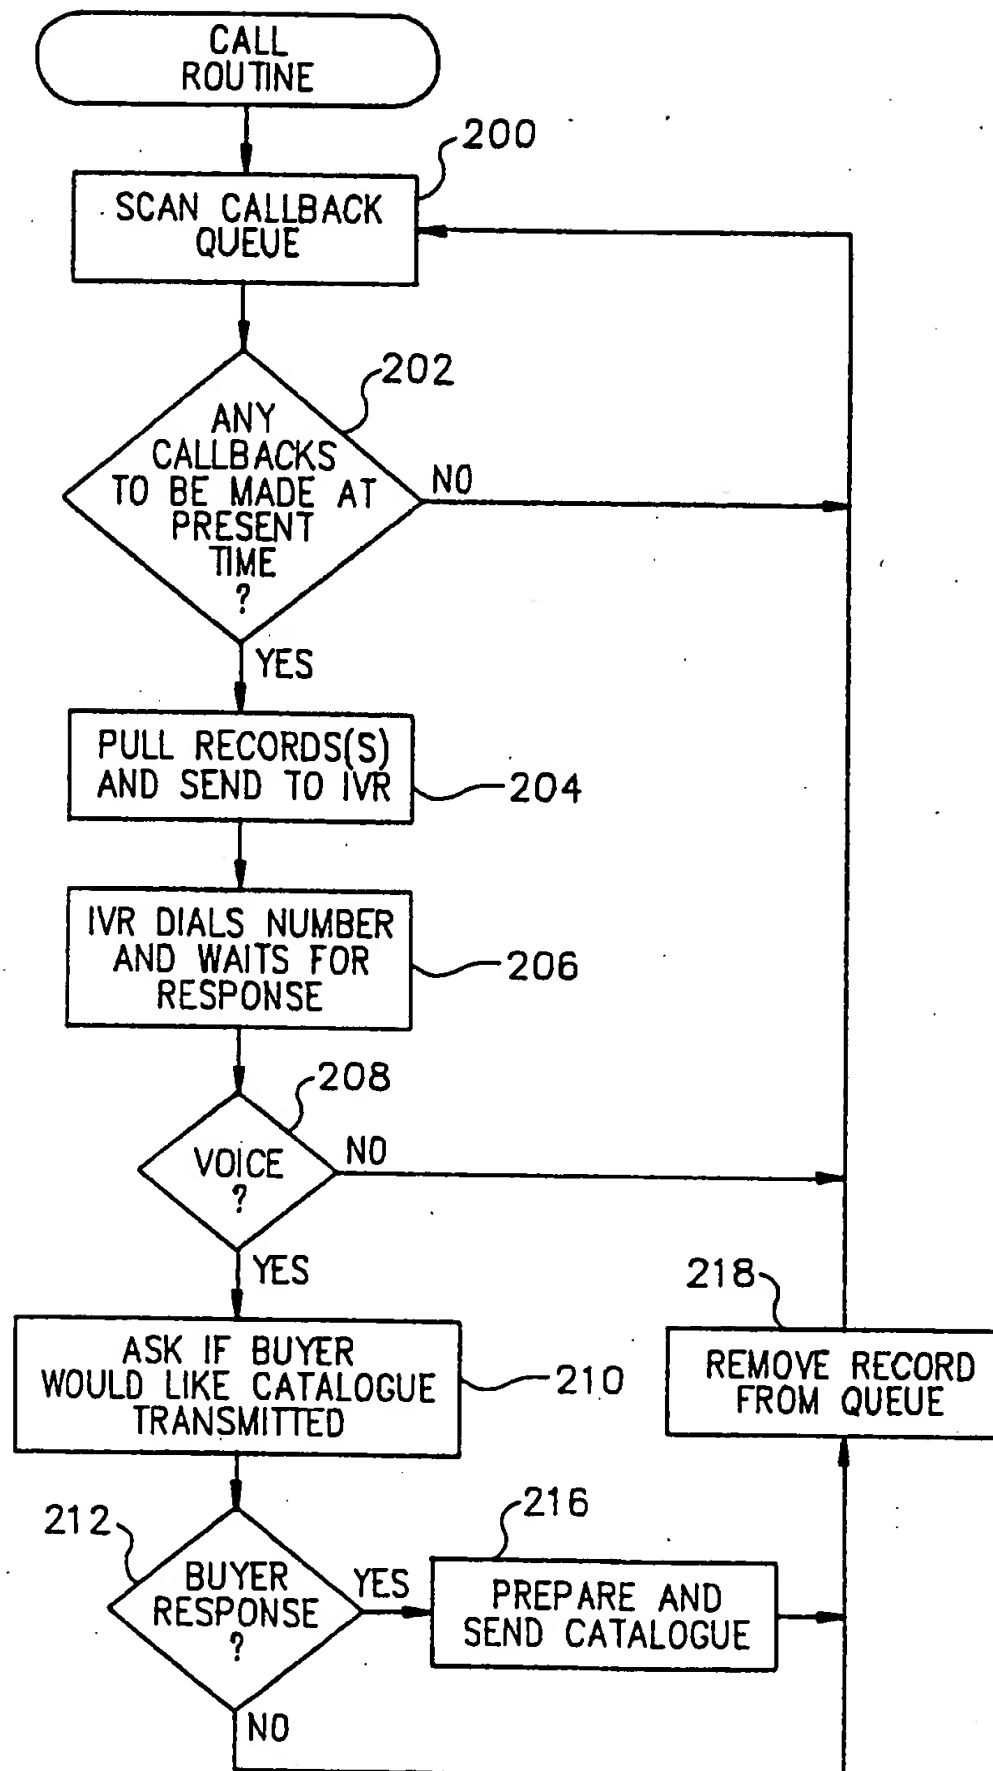 CALL
ROUTINE
200
SCAN CALLBACK
QUEUE
202
ANY
CALLBACKS
TO BE MADE AT
PRESENT
TIME
?
NO
YES
PULL RECORDS(S)
AND SEND TO IVR
204
IVR DIALS NUMBER
AND WAITS FOR
RESPONSE
206
208
VOICE
?
NO
YES
218
ASK IF BUYER
WOULD LIKE CATALOGUE
TRANSMITTED
210
REMOVE RECORD
FROM QUEUE
212
216
BUYER
RESPONSE
?
YES
PREPARE AND
SEND CATALOGUE
NO